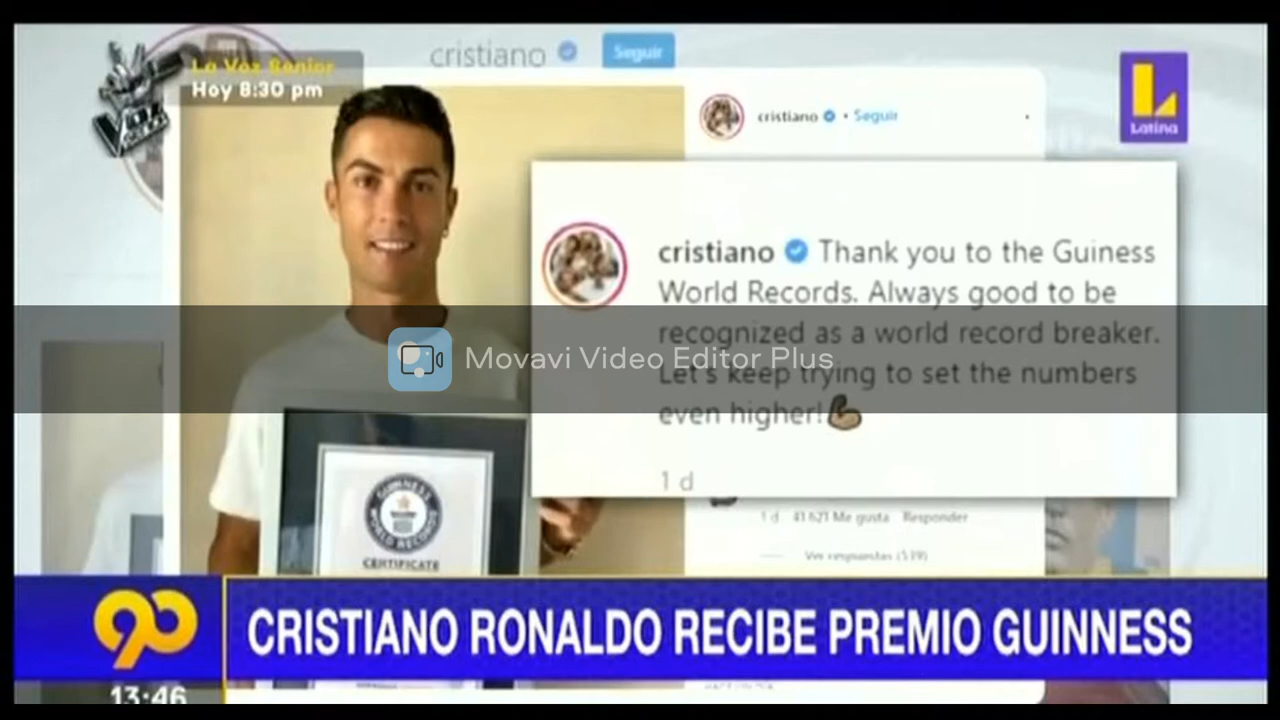 cristiano Seguir
La Voz Senior
Hoy 8:30 pm
Latina
cristiano • Seguir
cristiano Thank you to the Guiness
World Records. Always good to be
recognized as a world record breaker.
Let's keep trying to set the numbers
even higher!💪
1 d
Movavi Video Editor Plus
GUINNESS
WORLD RECORDS
CERTIFICATE
1 d 41 621 Me gusta Responder
Ver respuestas (539)
90
CRISTIANO RONALDO RECIBE PREMIO GUINNESS
13:46